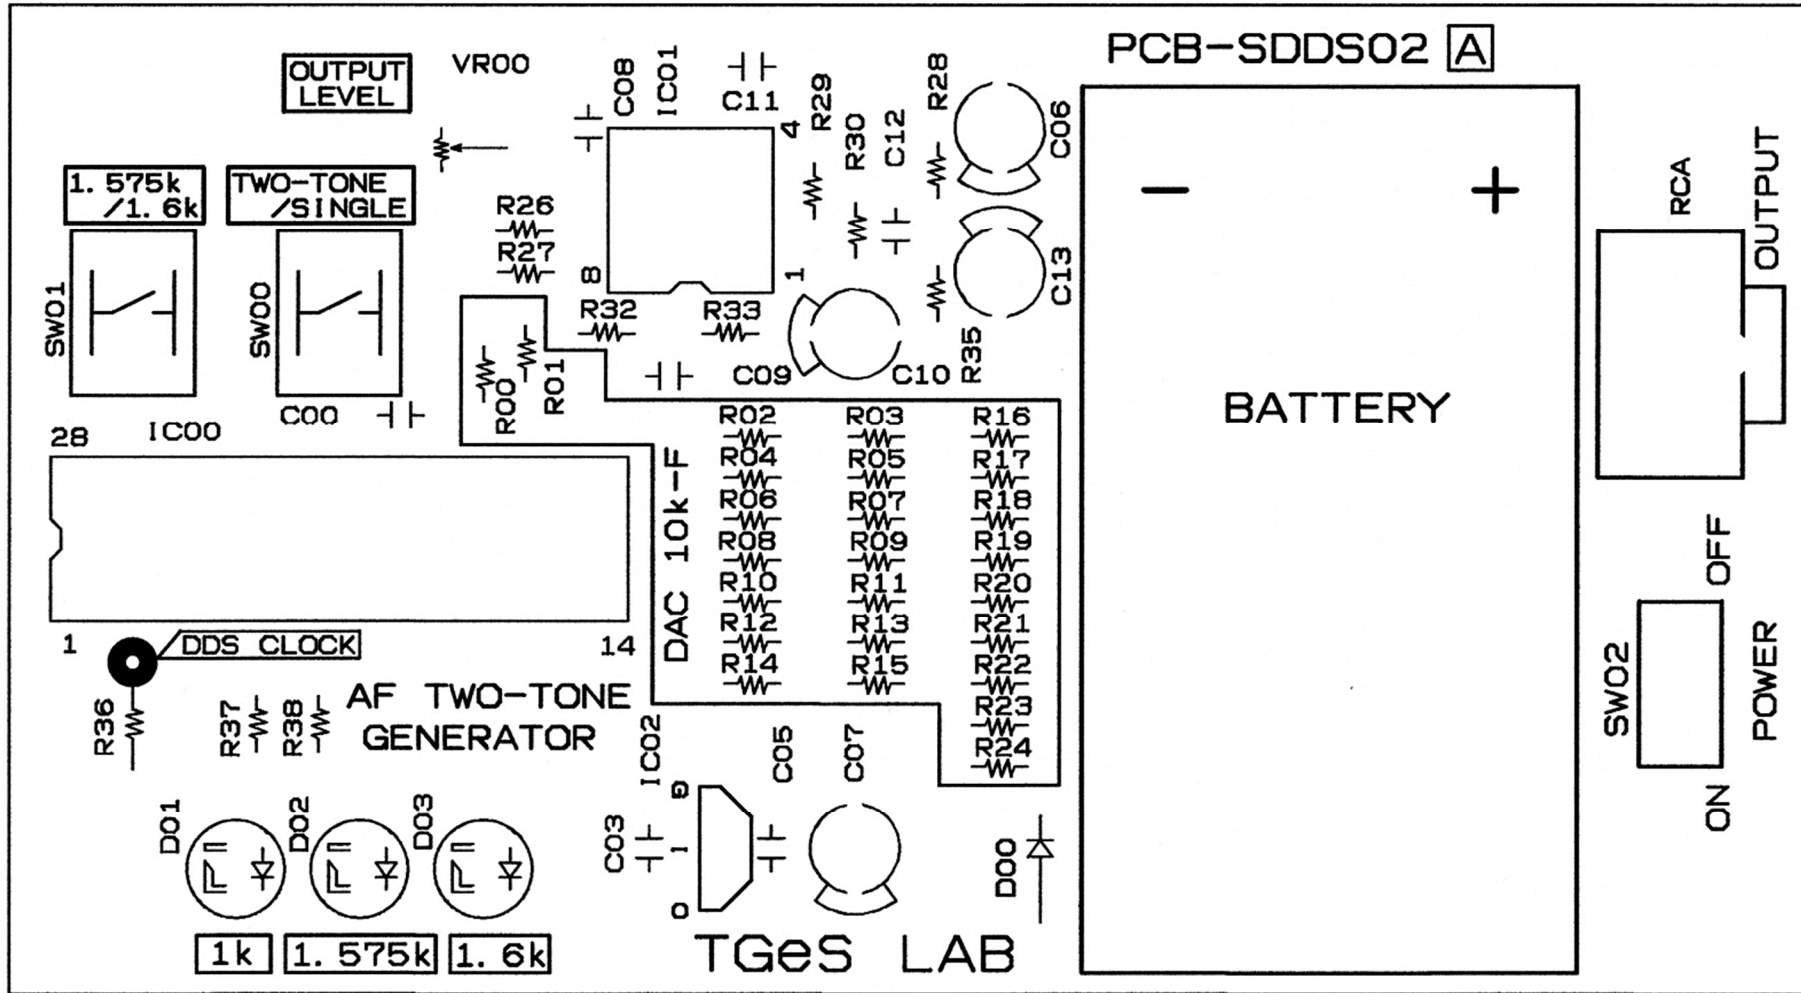 PCB-SDDS02 A
OUTPUT
LEVEL
VR00
C08
IC01
C11
R29
R30
C12
R28
C06
4
1. 575k
/1. 6k
TWO-TONE
/SINGLE
R26
R27
8
1
C13
SW01
SW00
R32
R33
R00
R01
C09
C10
R35
C00
IC00
28
1
14
DDS CLOCK
DAC 10k-F
R02
R03
R16
R04
R05
R17
R06
R07
R18
R08
R09
R19
R10
R11
R20
R12
R13
R21
R14
R15
R22
R23
R24
R36
R37
R38
AF TWO-TONE
GENERATOR
IC02
C05
C07
G
I
O
C03
D00
D01
D02
D03
1k
1. 575k
1. 6k
TGeS LAB
- +
BATTERY
RCA
OUTPUT
OFF
SW02
POWER
ON